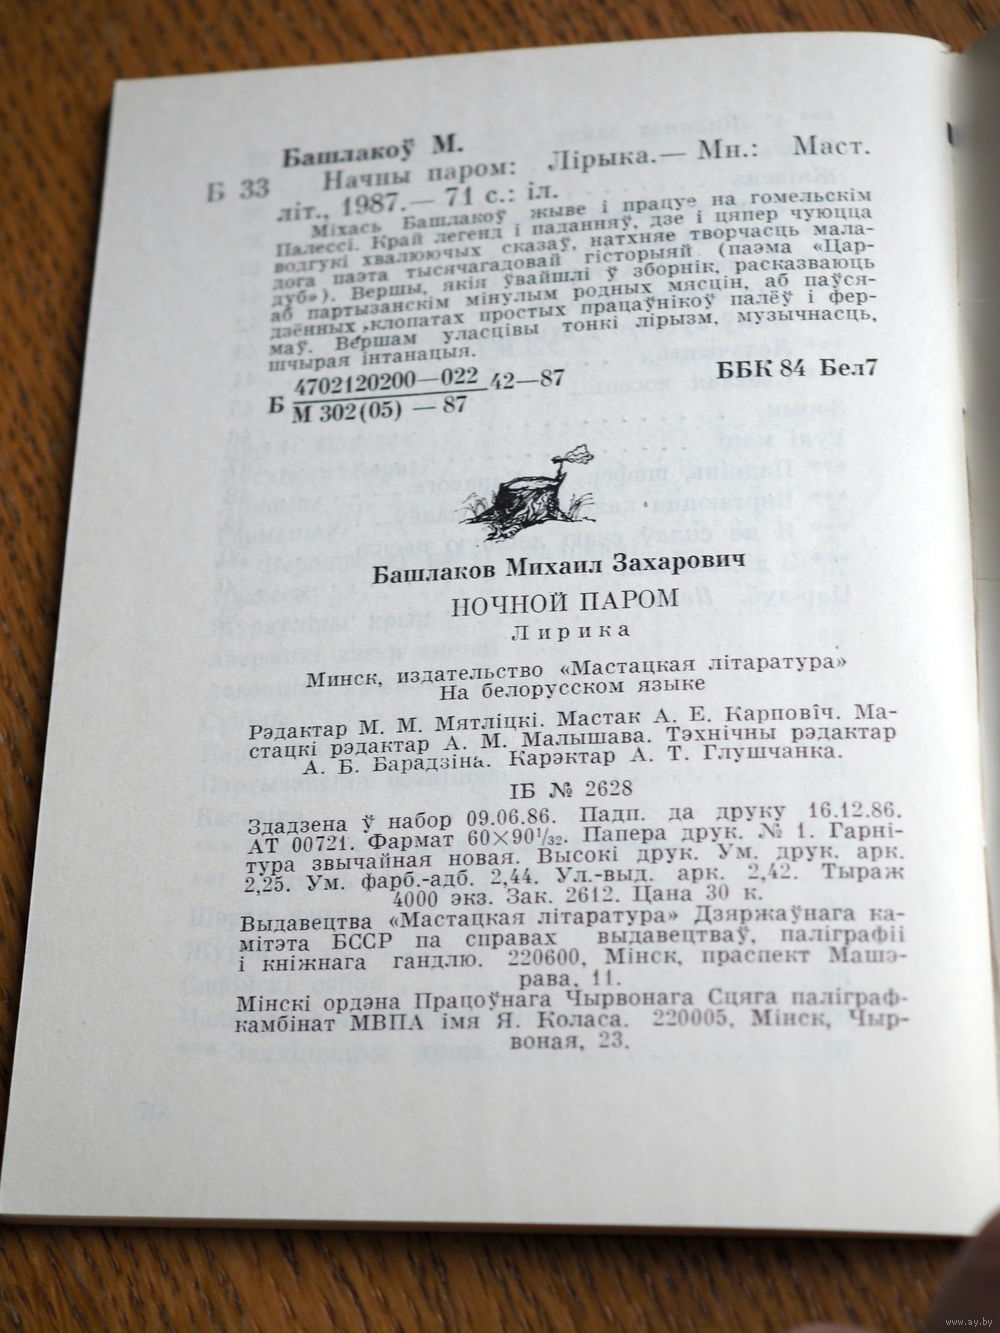 Башлакоў М.
Б 33 Начны паром: Лірыка.— Мн.: Маст.
літ., 1987.— 71 с.: іл.
Міхась Башлакоў жыве і працуе на гомельскім
Палессі. Край легенд і паданняў, дзе і цяпер чуюцца
водгукі хвалюючых сказаў, натхняе творчасць мала-
дога паэта тысячагадовай гісторыяй (паэма «Цар-
дуб»). Вершы, якія ўвайшлі ў зборнік, расказваюць
аб партызанскім мінулым родных мясцін, аб паўся-
дзённых клопатах простых працаўнікоў палёў і фер-
маў. Вершам уласцівы тонкі лірызм, музычнасць,
шчырая інтанацыя.
Б 4702120200—022 42—87 ББК 84 Бел7
М 302(05) — 87
Башлаков Михаил Захарович
НОЧНОЙ ПАРОМ
Лирика
Минск, издательство «Мастацкая літаратура»
На белорусском языке
Рэдактар М. М. Мятліцкі. Мастак А. Е. Карповіч. Ма-
стацкі рэдактар А. М. Малышава. Тэхнічны рэдактар
А. Б. Барадзіна. Карэктар А. Т. Глушчанка.
ІБ № 2628
Здадзена ў набор 09.06.86. Падп. да друку 16.12.86.
АТ 00721. Фармат 60×90¹/₃₂. Папера друк. № 1. Гарні-
тура звычайная новая. Высокі друк. Ум. друк. арк.
2,25. Ум. фарб.-адб. 2,44. Ул.-выд. арк. 2,42. Тыраж
4000 экз. Зак. 2612. Цана 30 к.
Выдавецтва «Мастацкая літаратура» Дзяржаўнага ка-
мітэта БССР па справах выдавецтваў, паліграфіі
і кніжнага гандлю. 220600, Мінск, праспект Машэ-
рава, 11.
Мінскі ордэна Працоўнага Чырвонага Сцяга паліграф-
камбінат МВПА імя Я. Коласа. 220005, Мінск, Чыр-
воная, 23.
www.ay.by